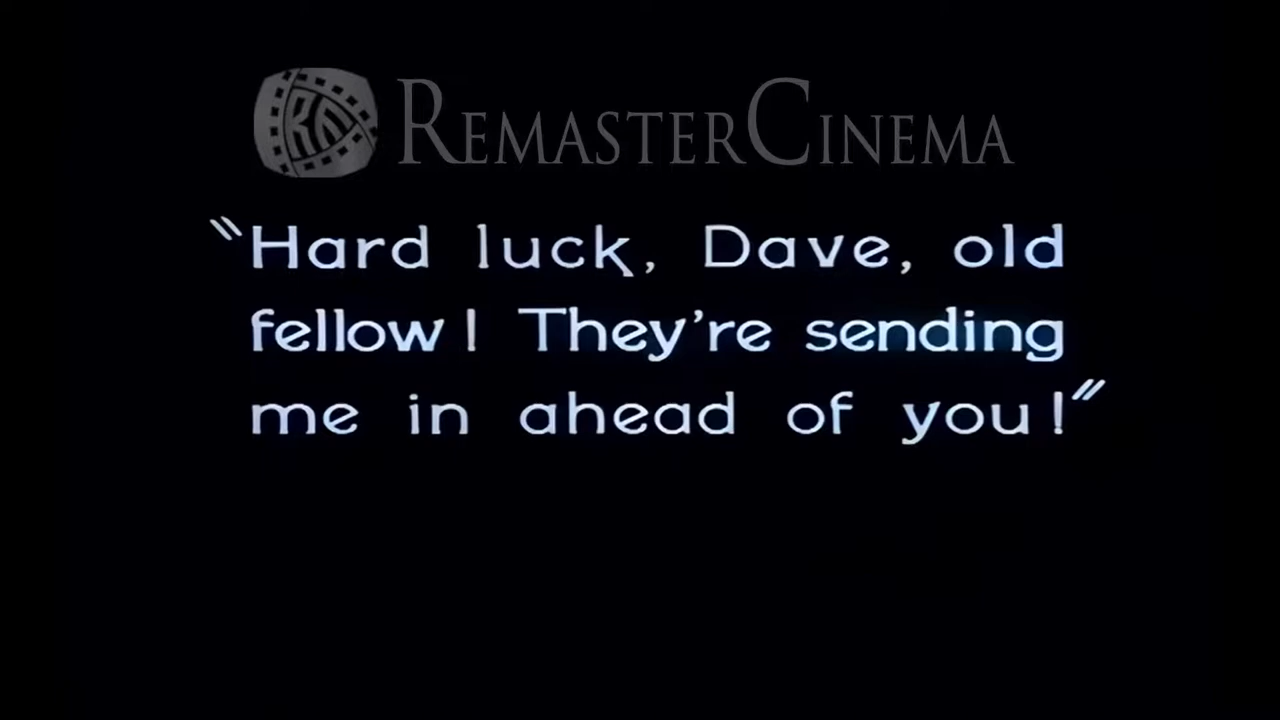 REMASTERCINEMA
"Hard luck, Dave, old
fellow! They're sending
me in ahead of you!"